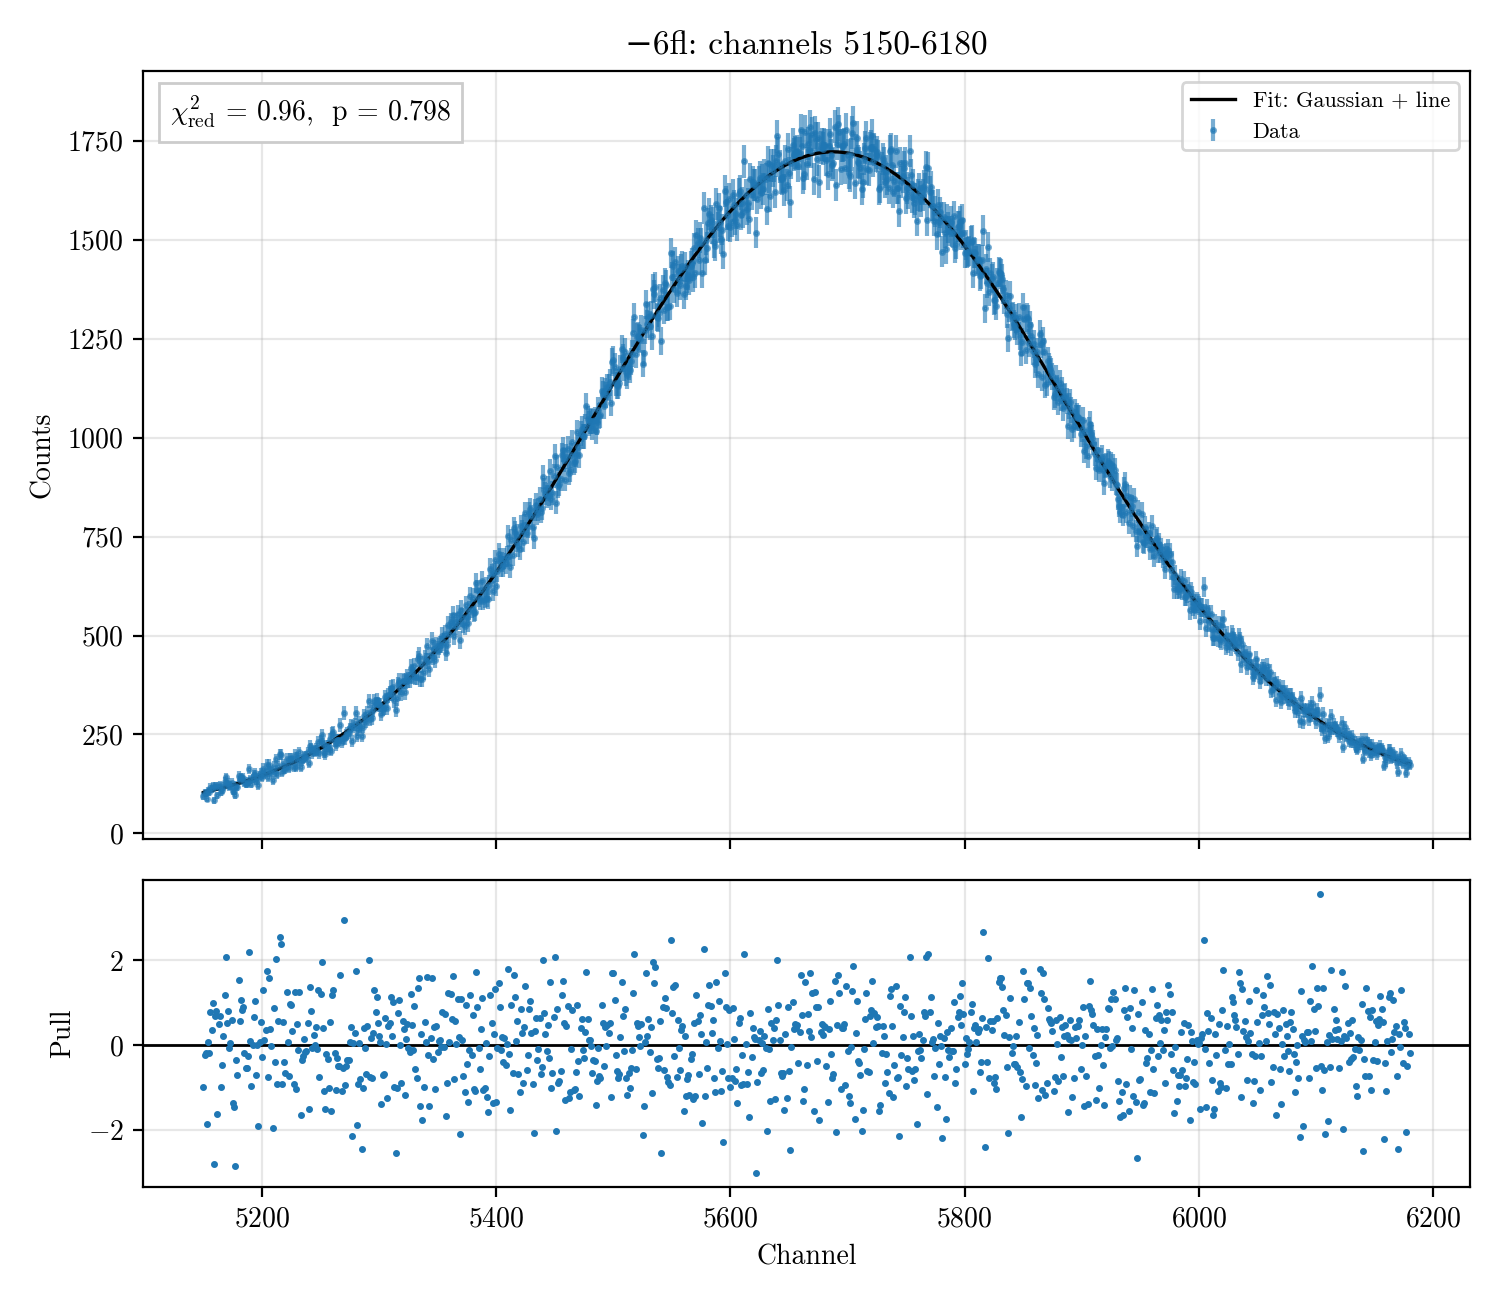 −6fl: channels 5150-6180
χ²red = 0.96, p = 0.798
Fit: Gaussian + line
Data
1750
1500
1250
1000
750
500
250
0
Counts
2
0
−2
Pull
5200 5400 5600 5800 6000 6200
Channel